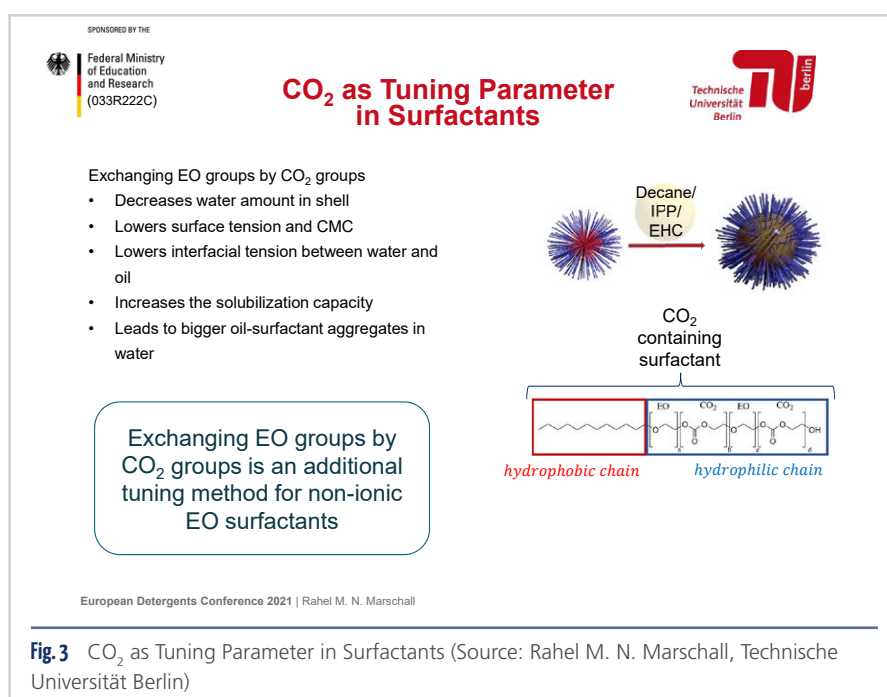 SPONSORED BY THE
Federal Ministry
of Education
and Research
(033R222C)
CO₂ as Tuning Parameter
in Surfactants
Technische
Universität
Berlin
berlin
Exchanging EO groups by CO₂ groups
• Decreases water amount in shell
• Lowers surface tension and CMC
• Lowers interfacial tension between water and
oil
• Increases the solubilization capacity
• Leads to bigger oil-surfactant aggregates in
water
Decane/
IPP/
EHC
CO₂
containing
surfactant
EO CO₂ EO CO₂
O O O O O O O O OH
a b c d
hydrophobic chain hydrophilic chain
Exchanging EO groups by
CO₂ groups is an additional
tuning method for non-ionic
EO surfactants
European Detergents Conference 2021 | Rahel M. N. Marschall
Fig. 3 CO₂ as Tuning Parameter in Surfactants (Source: Rahel M. N. Marschall, Technische
Universität Berlin)